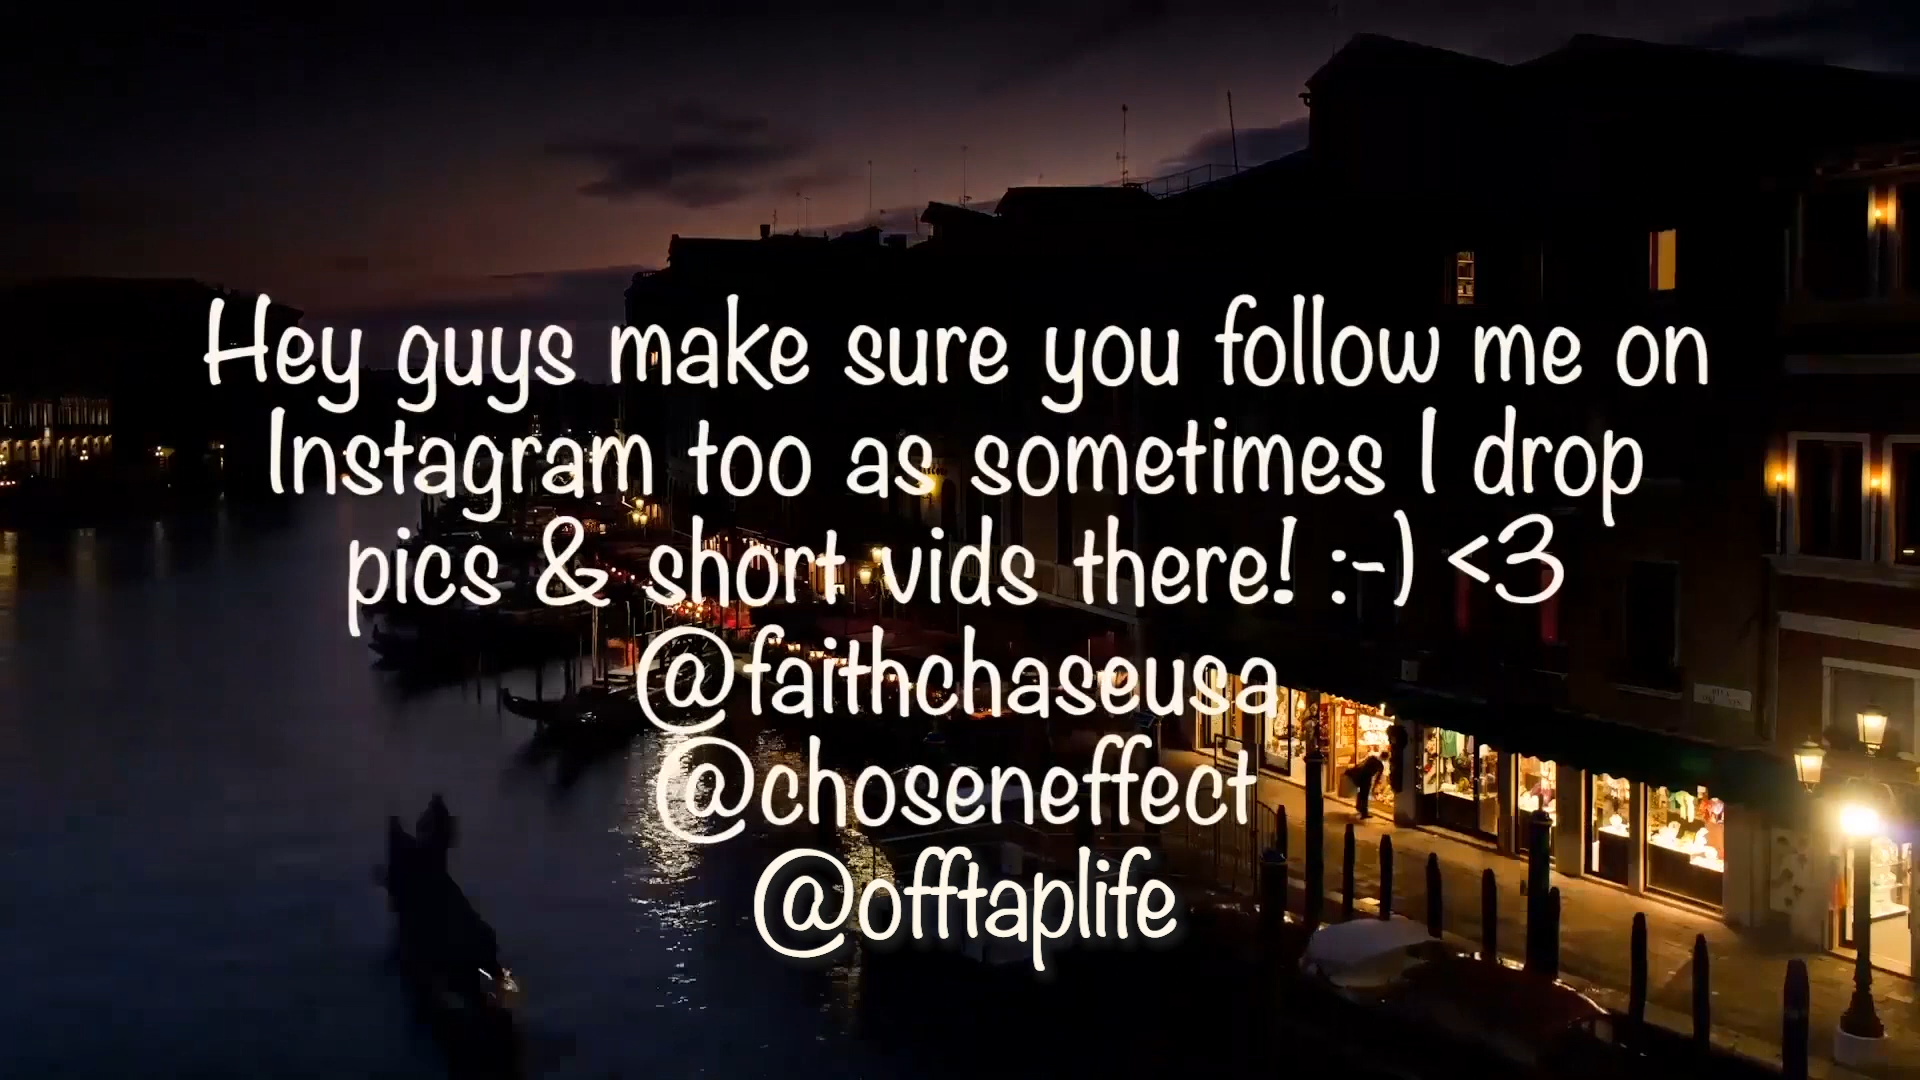 Hey guys make sure you follow me on
Instagram too as sometimes I drop
pics & short vids there! :-) <3
@faithchaseusa
@choseneffect
@offtaplife